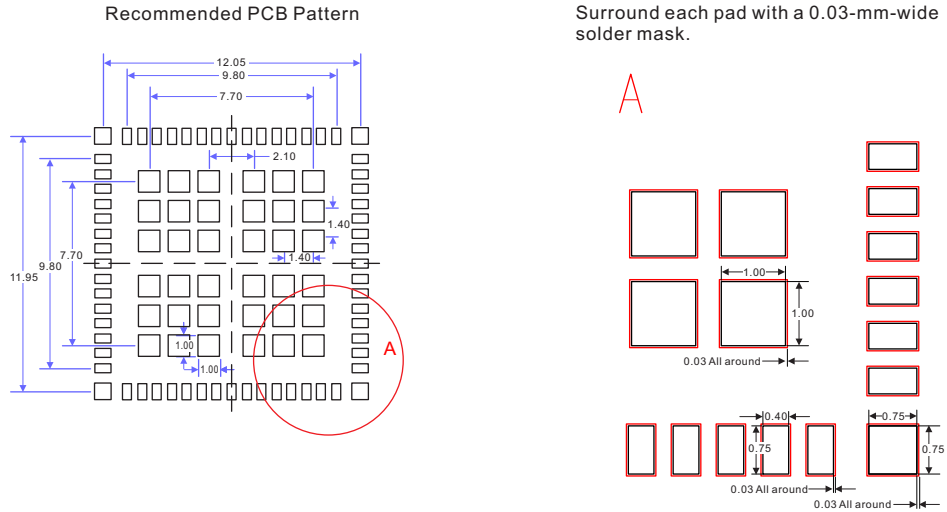 Recommended PCB Pattern
12.05
9.80
7.70
2.10
1.40
1.40
7.70
9.80
11.95
1.00
1.00
A
Surround each pad with a 0.03-mm-wide
solder mask.
A
1.00
1.00
0.03 All around
0.40
0.75
0.75
0.75
0.03 All around
0.03 All around